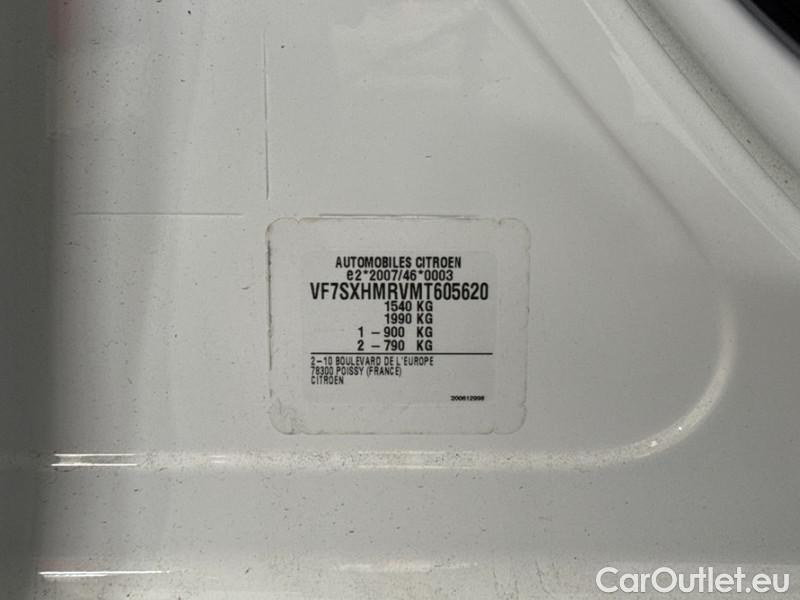 AUTOMOBILES CITROEN
e2*2007/46*0003
VF7SXHMRVMT605620
1540 KG
1990 KG
1 – 900 KG
2 – 790 KG
2–10 BOULEVARD DE L'EUROPE
78300 POISSY (FRANCE)
CITROEN
200612998
CarOutlet.eu